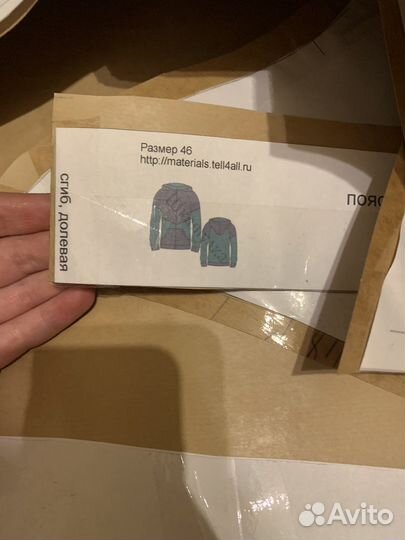 Размер 46
http://materials.tell4all.ru
сгиб, долевая
пояс
Avito